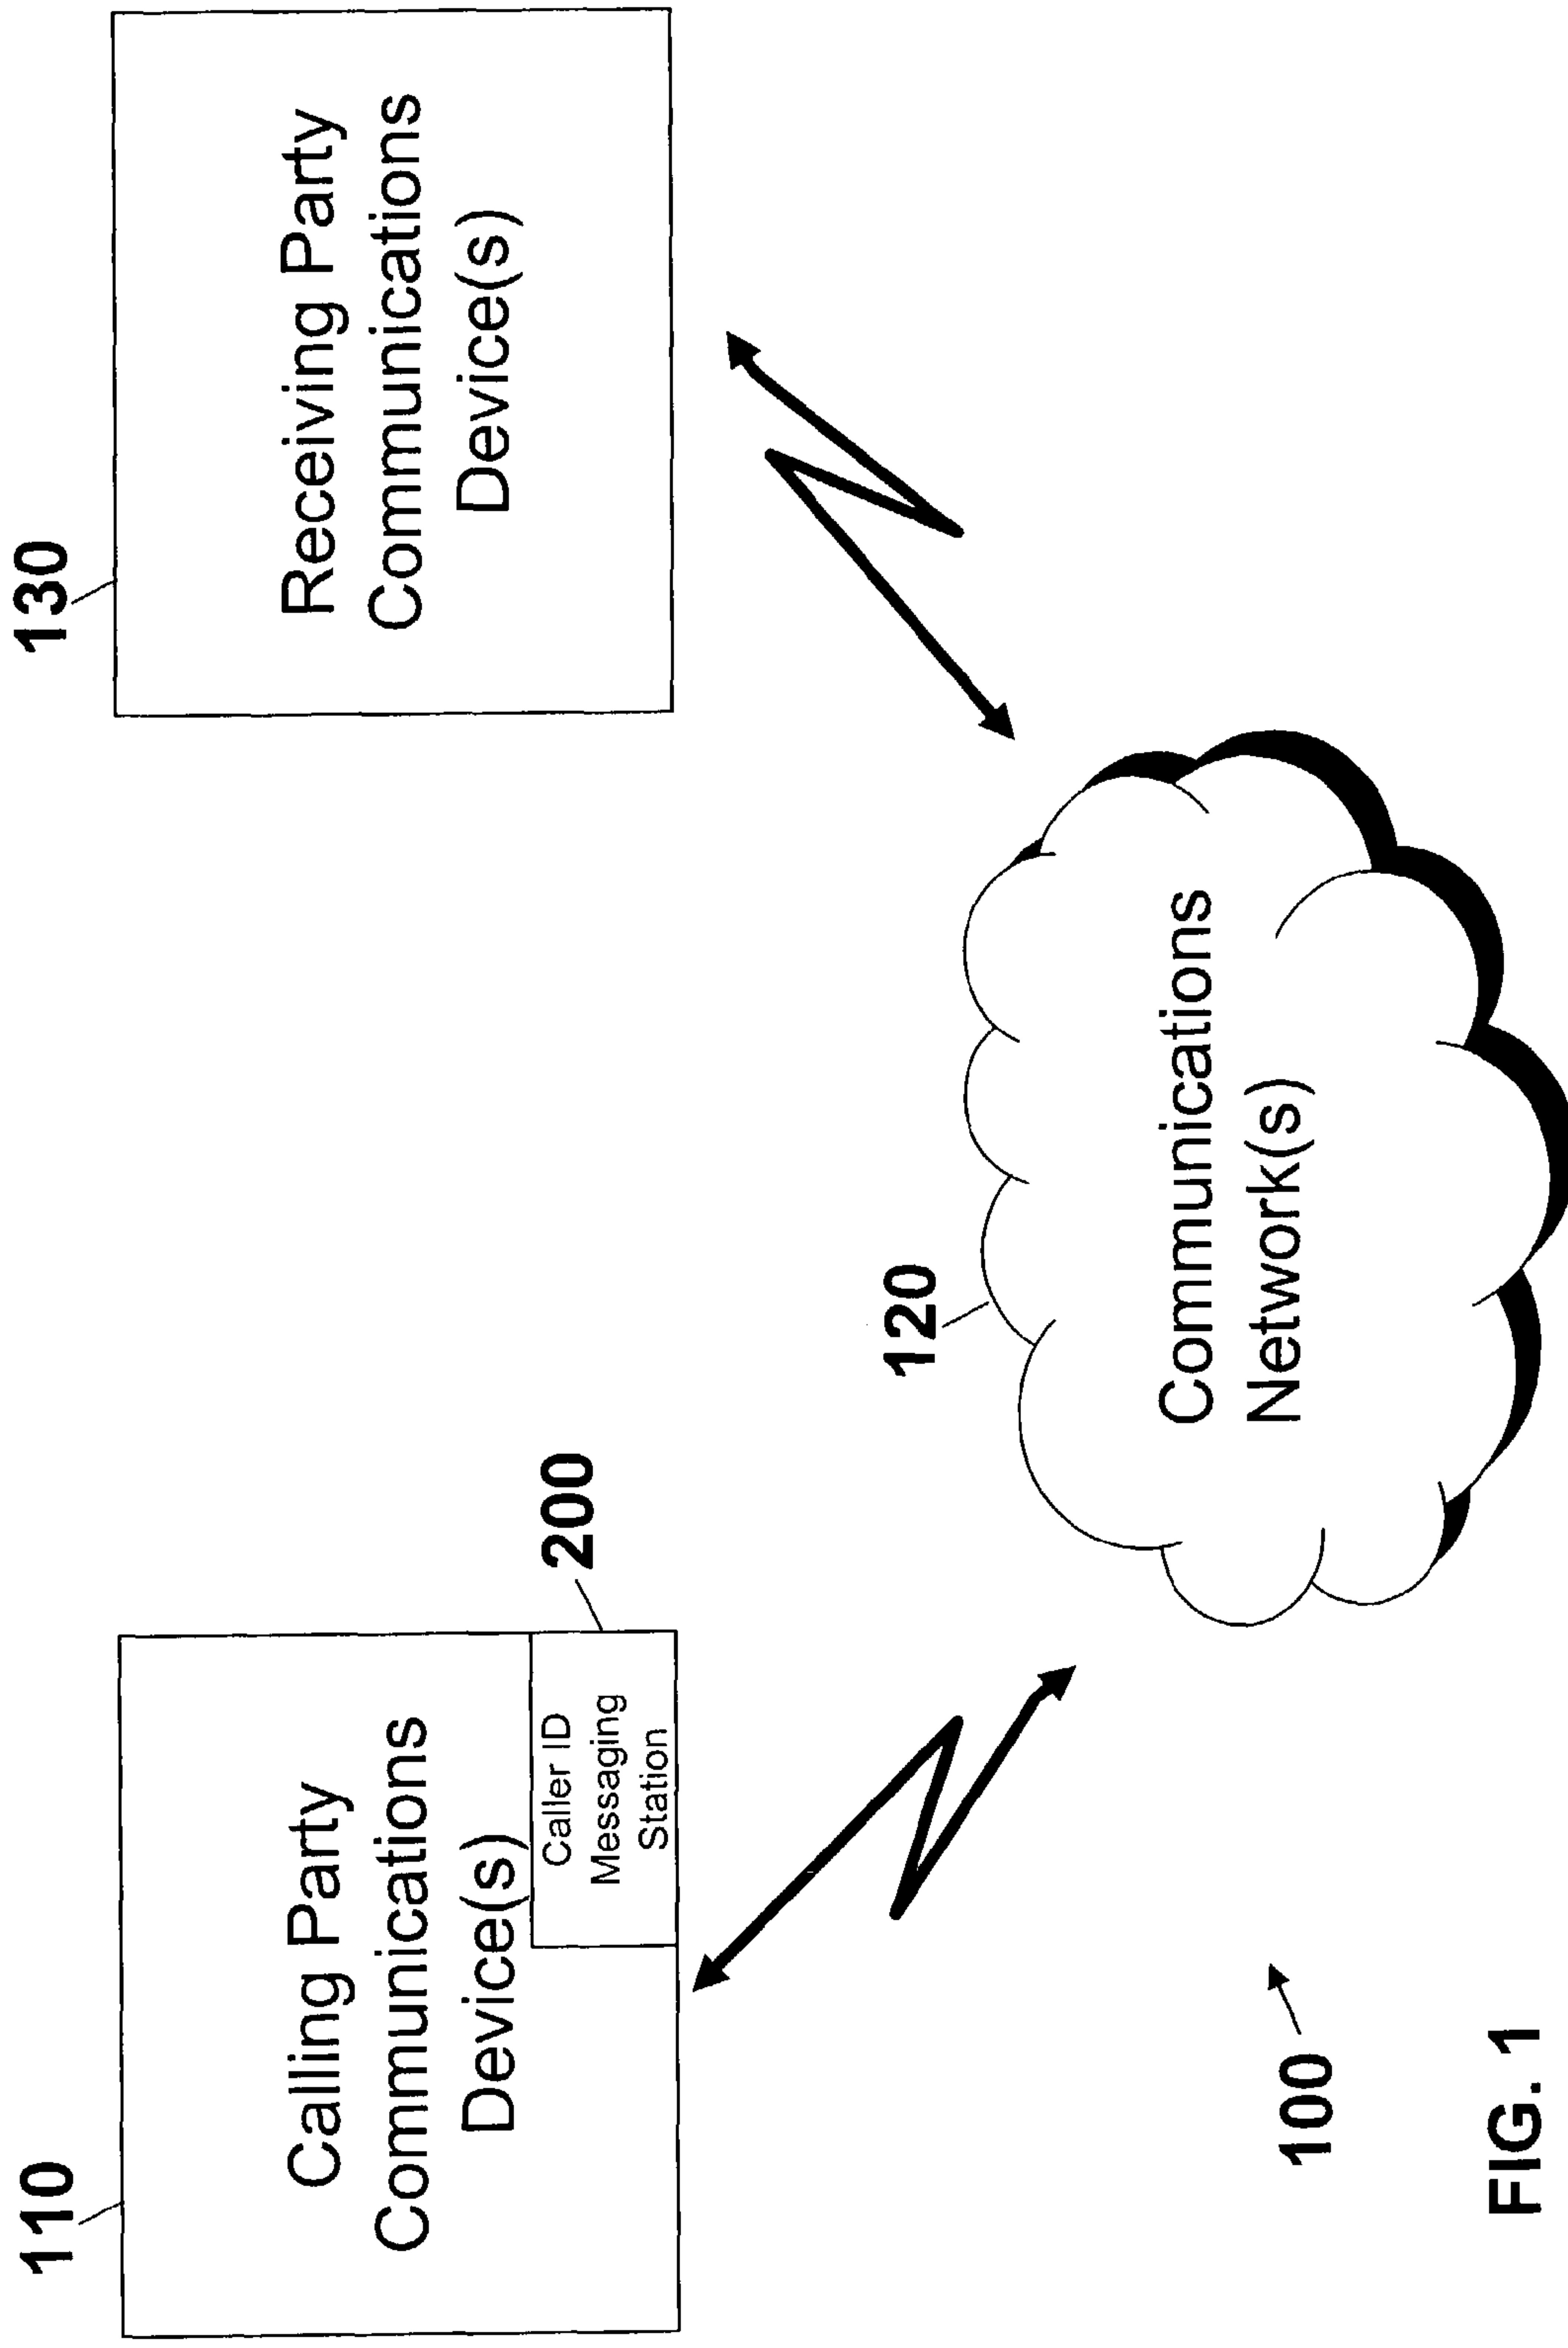 110
Calling Party
Communications
Device(s)
Caller ID
Messaging
Station
200
130
Receiving Party
Communications
Device(s)
120
Communications
Network(s)
100
FIG. 1